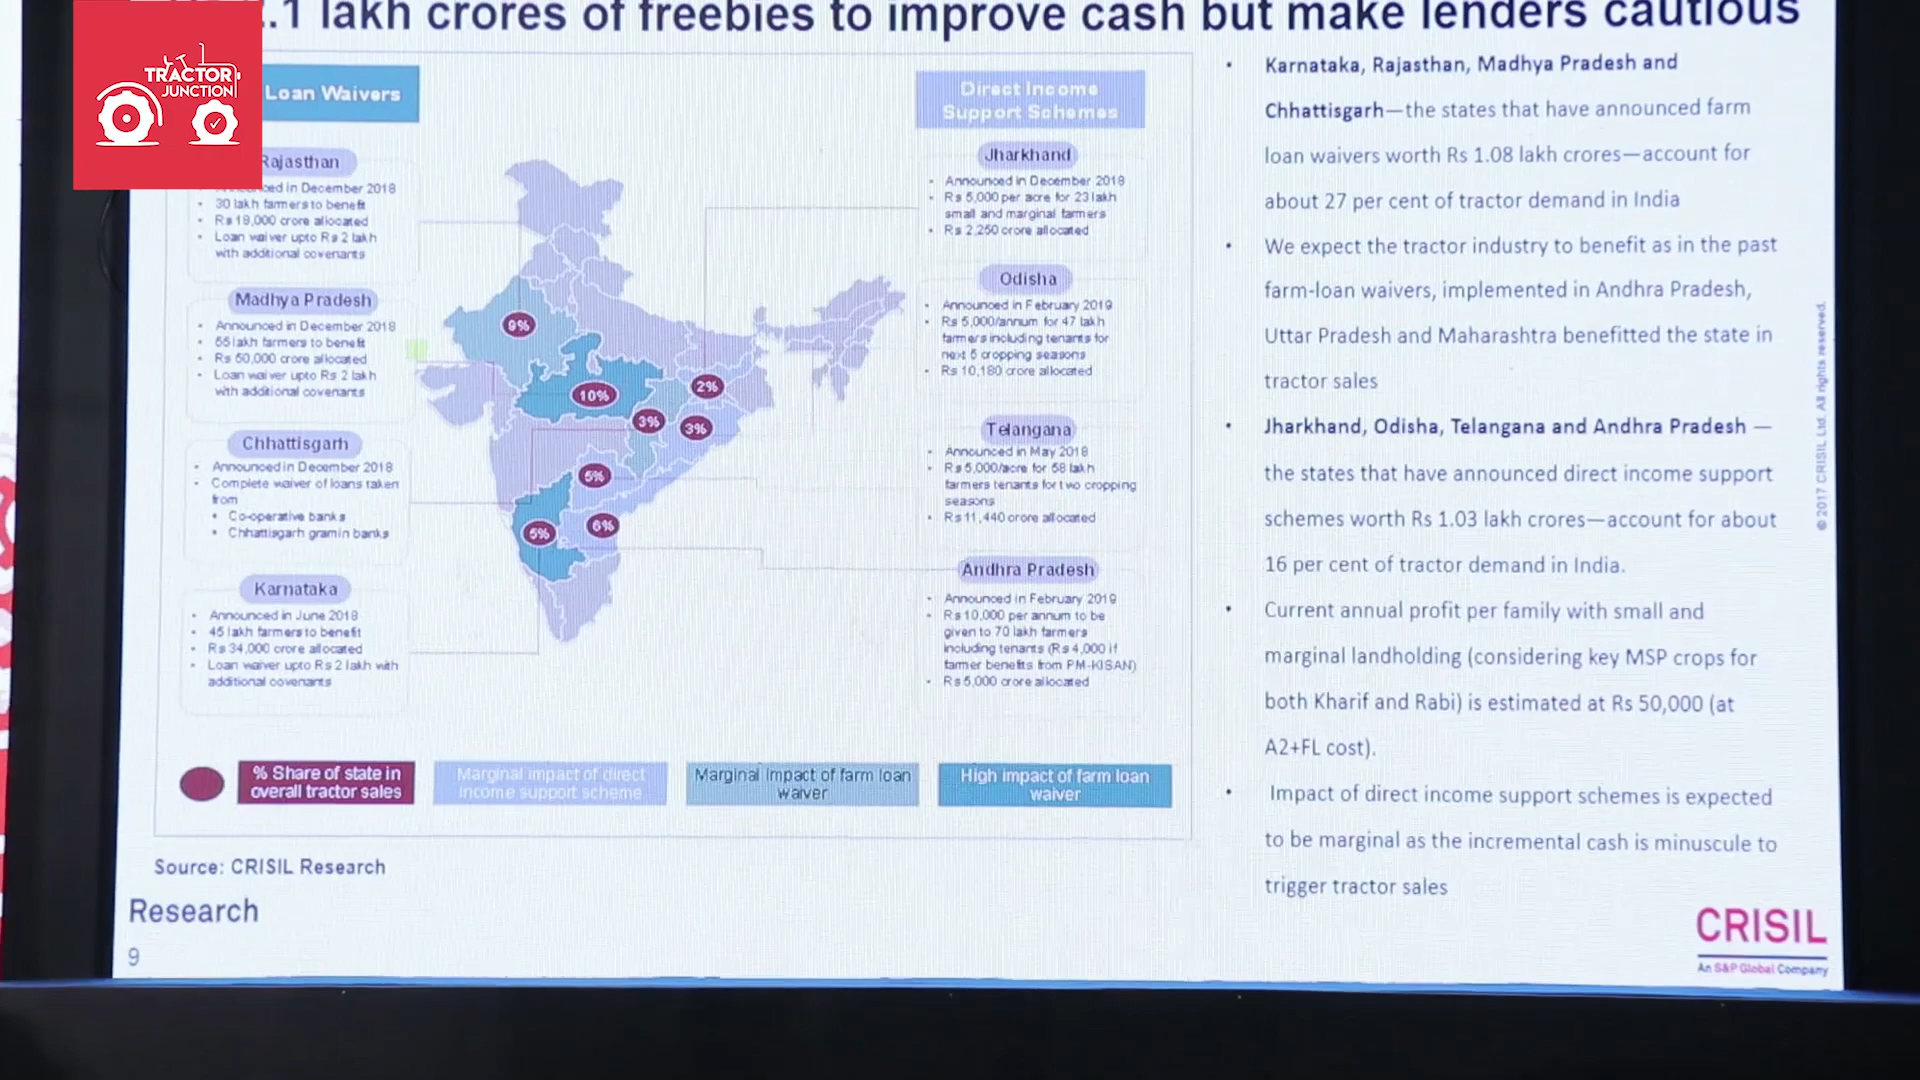 .1 lakh crores of freebies to improve cash but make lenders cautious
TRACTOR
JUNCTION
Loan Waivers
Rajasthan
in December 2018
• 30 lakh farmers to benefit
• Rs 18,000 crore allocated
• Loan waiver upto Rs 2 lakh
with additional covenants
Madhya Pradesh
• Announced in December 2018
• 55 lakh farmers to benefit
• Rs 50,000 crore allocated
• Loan waiver upto Rs 2 lakh
with additional covenants
Chhattisgarh
• Announced in December 2018
• Complete waiver of loans taken
from
• Co-operative banks
• Chhattisgarh gramin banks
Karnataka
• Announced in June 2018
• 45 lakh farmers to benefit
• Rs 34,000 crore allocated
• Loan waiver upto Rs 2 lakh with
additional covenants
9%
10%
2%
3%
3%
5%
6%
5%
Direct Income
Support Schemes
Jharkhand
• Announced in December 2018
• Rs 5,000 per acre for 23 lakh
small and marginal farmers
• Rs 2,250 crore allocated
Odisha
• Announced in February 2019
• Rs 5,000/annum for 47 lakh
farmers including tenants for
next 5 cropping seasons
• Rs 10,180 crore allocated
Telangana
• Announced in May 2018
• Rs 5,000/acre for 58 lakh
farmers tenants for two cropping
seasons
• Rs 11,440 crore allocated
Andhra Pradesh
• Announced in February 2019
• Rs 10,000 per annum to be
given to 70 lakh farmers
including tenants (Rs 4,000 if
farmer benefits from PM-KISAN)
• Rs 5,000 crore allocated
% Share of state in
overall tractor sales
Marginal impact of direct
income support scheme
Marginal impact of farm loan
waiver
High impact of farm loan
waiver
Source: CRISIL Research
Research
9
• Karnataka, Rajasthan, Madhya Pradesh and
Chhattisgarh—the states that have announced farm
loan waivers worth Rs 1.08 lakh crores—account for
about 27 per cent of tractor demand in India
• We expect the tractor industry to benefit as in the past
farm-loan waivers, implemented in Andhra Pradesh,
Uttar Pradesh and Maharashtra benefitted the state in
tractor sales
• Jharkhand, Odisha, Telangana and Andhra Pradesh —
the states that have announced direct income support
schemes worth Rs 1.03 lakh crores—account for about
16 per cent of tractor demand in India.
• Current annual profit per family with small and
marginal landholding (considering key MSP crops for
both Kharif and Rabi) is estimated at Rs 50,000 (at
A2+FL cost).
• Impact of direct income support schemes is expected
to be marginal as the incremental cash is minuscule to
trigger tractor sales
© 2017 CRISIL Ltd. All rights reserved.
CRISIL
An S&P Global Company